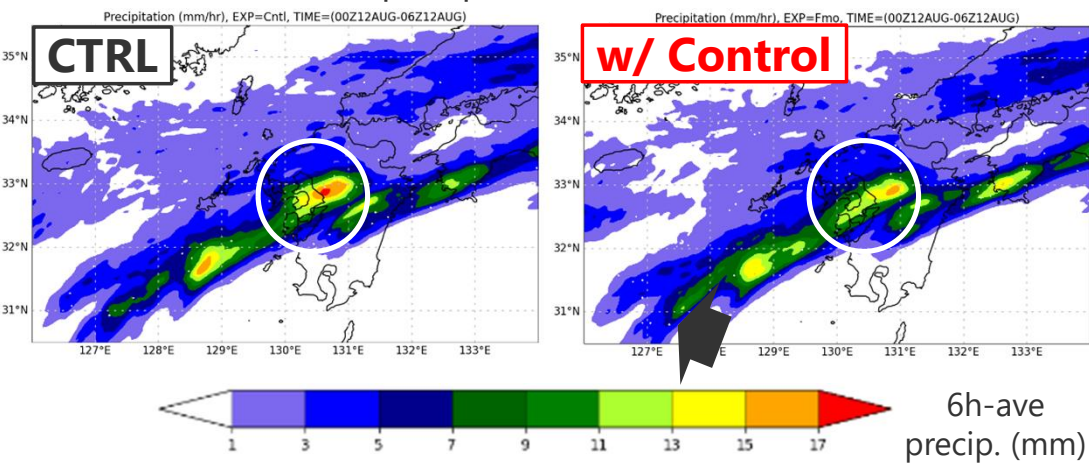 Precipitation (mm/hr), EXP=Cntl, TIME=(00Z12AUG-06Z12AUG)
CTRL
35°N
34°N
33°N
32°N
31°N
127°E 128°E 129°E 130°E 131°E 132°E 133°E
Precipitation (mm/hr), EXP=Fmo, TIME=(00Z12AUG-06Z12AUG)
w/ Control
35°N
34°N
33°N
32°N
31°N
127°E 129°E 130°E 131°E 132°E 133°E
1 3 5 7 9 11 13 15 17
6h-ave
precip. (mm)